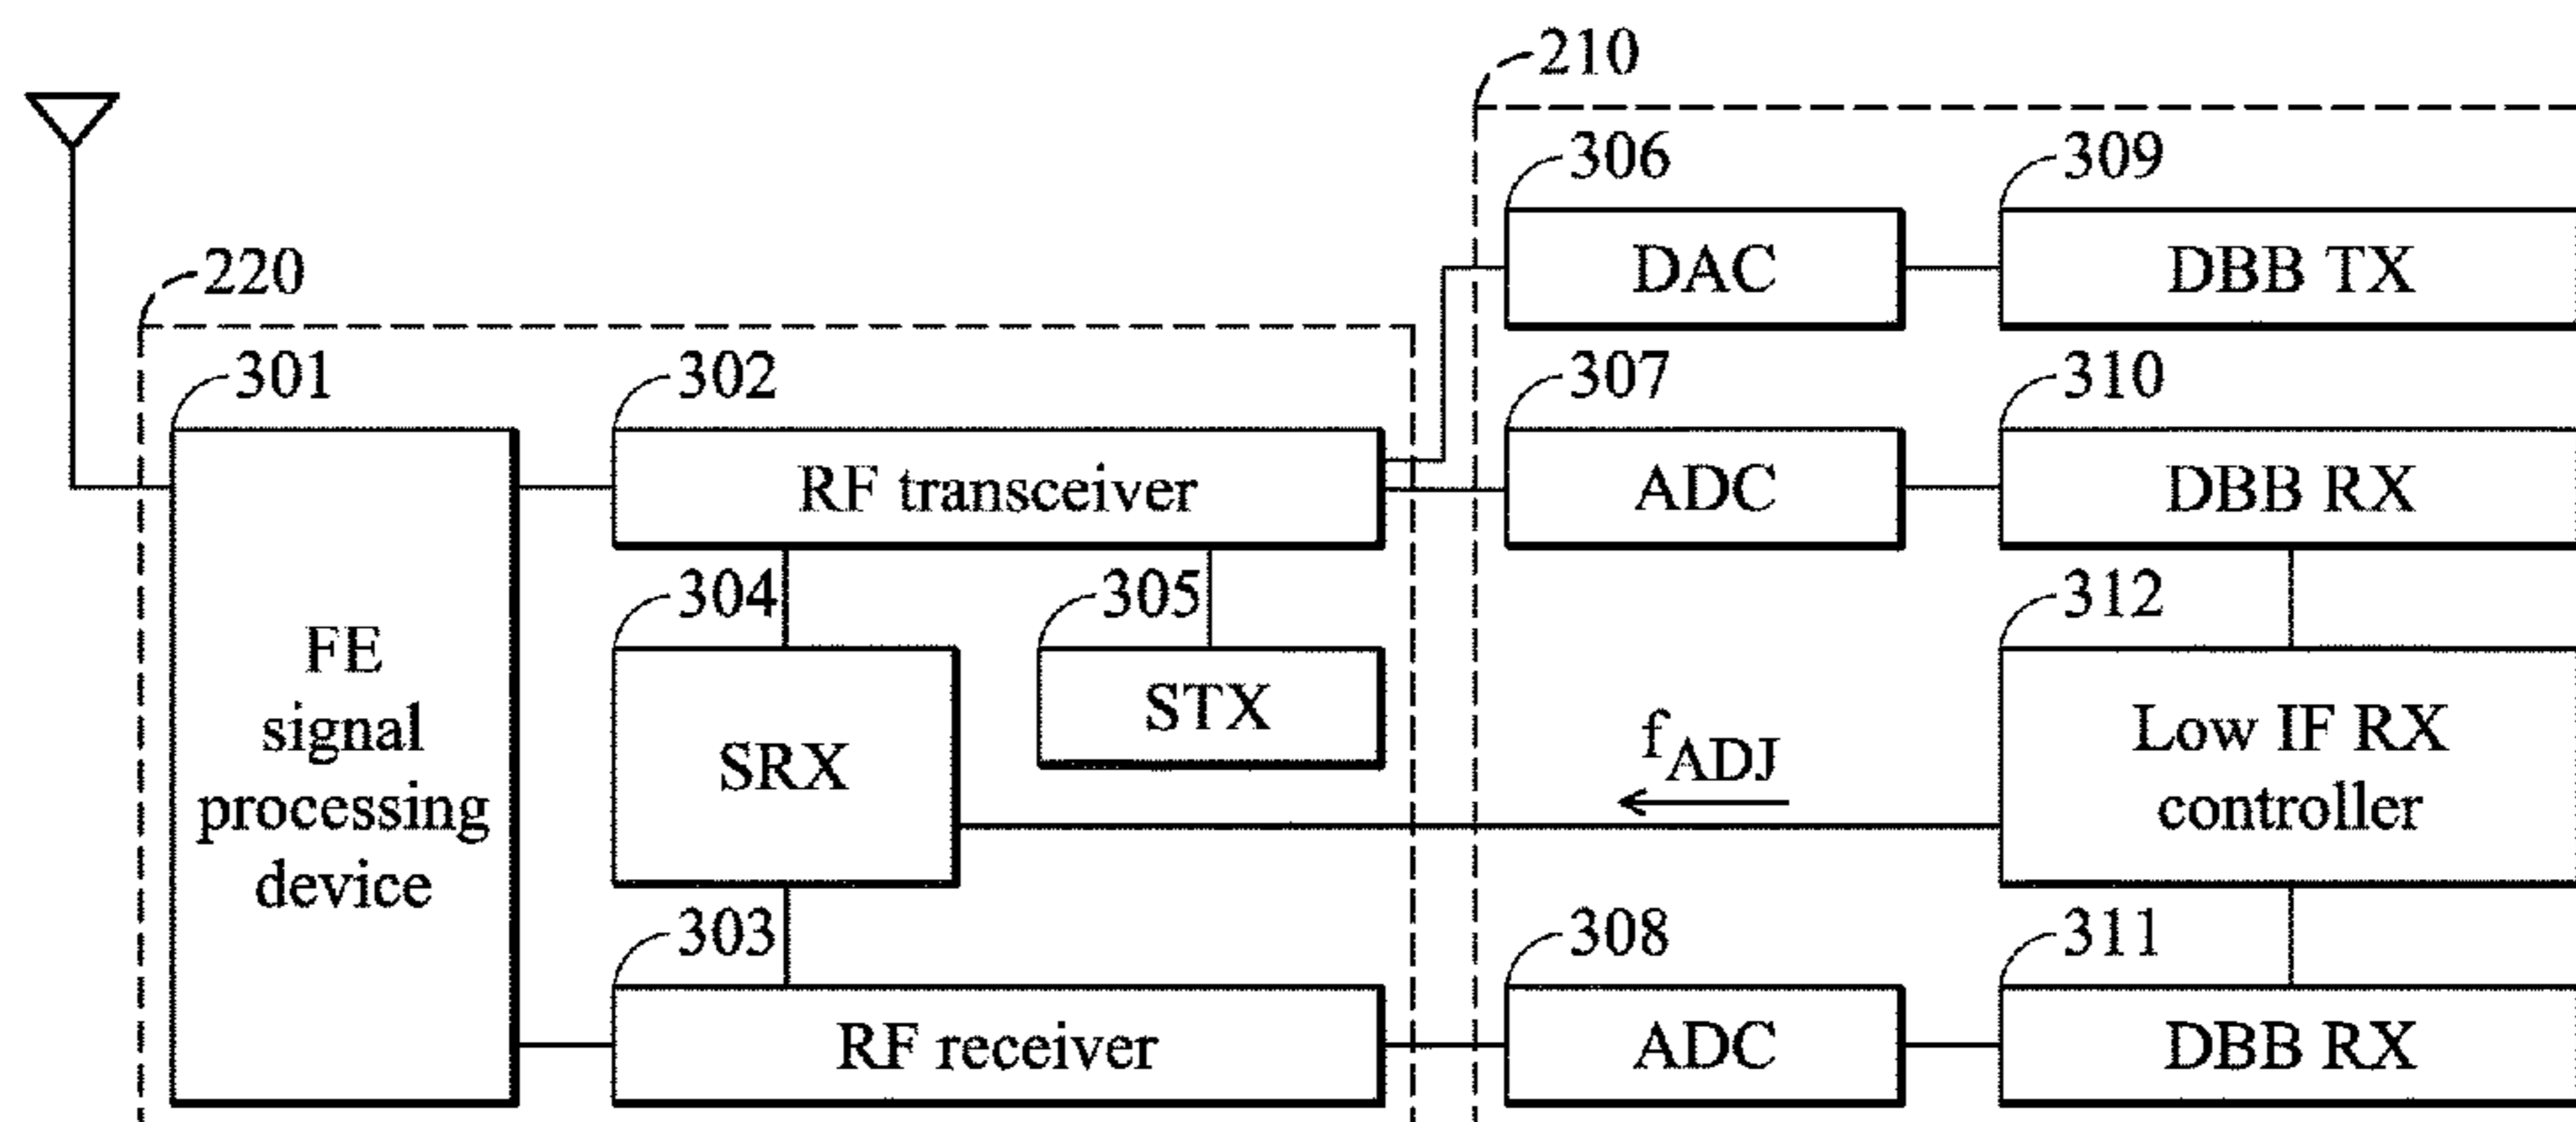 210
306
309
DAC
DBB TX
220
301
302
307
310
RF transceiver
ADC
DBB RX
304
305
312
FE
signal
processing
device
SRX
STX
fADJ
Low IF RX
controller
303
308
311
RF receiver
ADC
DBB RX